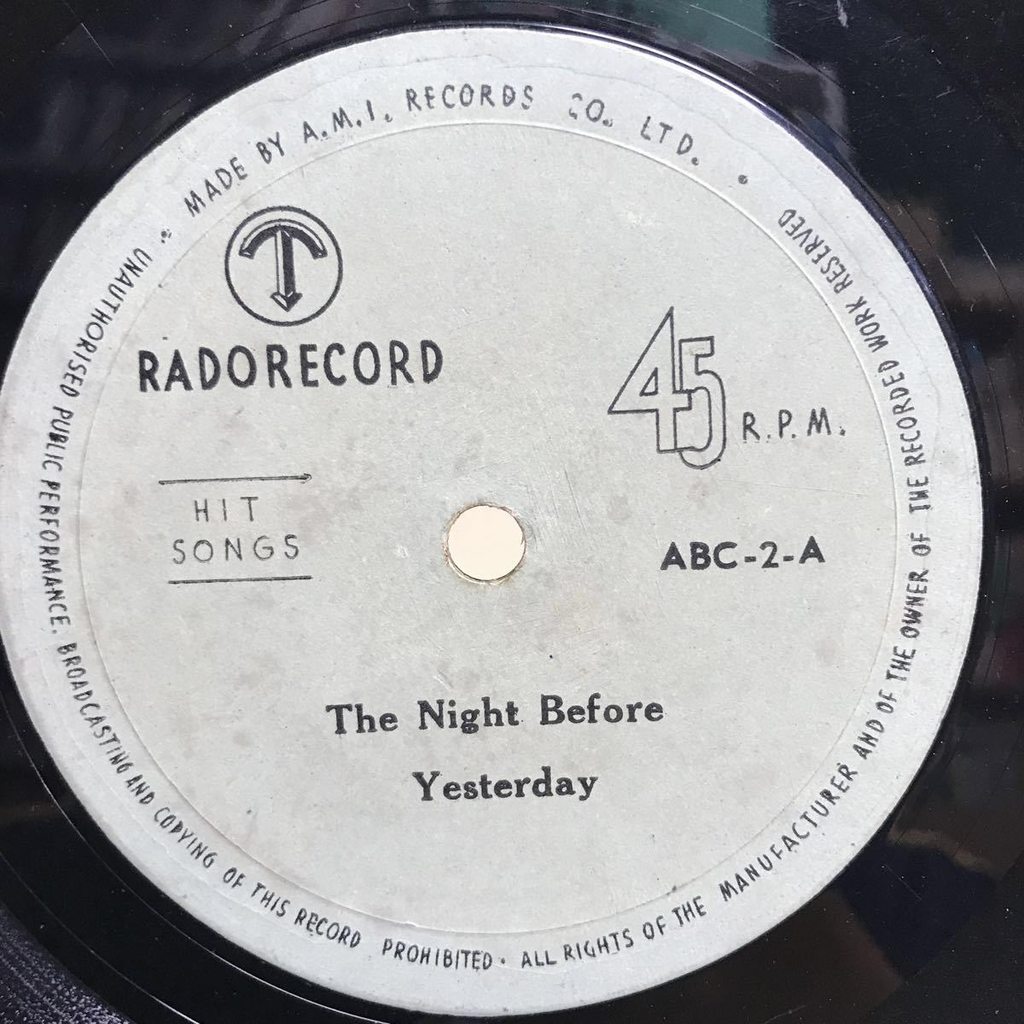 MADE BY A.M.I. RECORDS CO. LTD.
UNAUTHORISED PUBLIC PERFORMANCE. BROADCASTING AND COPYING OF THIS RECORD PROHIBITED. ALL RIGHTS OF THE MANUFACTURER AND OF THE OWNER OF THE RECORDED WORK RESERVED
RADORECORD
45 R.P.M.
HIT
SONGS
ABC-2-A
The Night Before
Yesterday